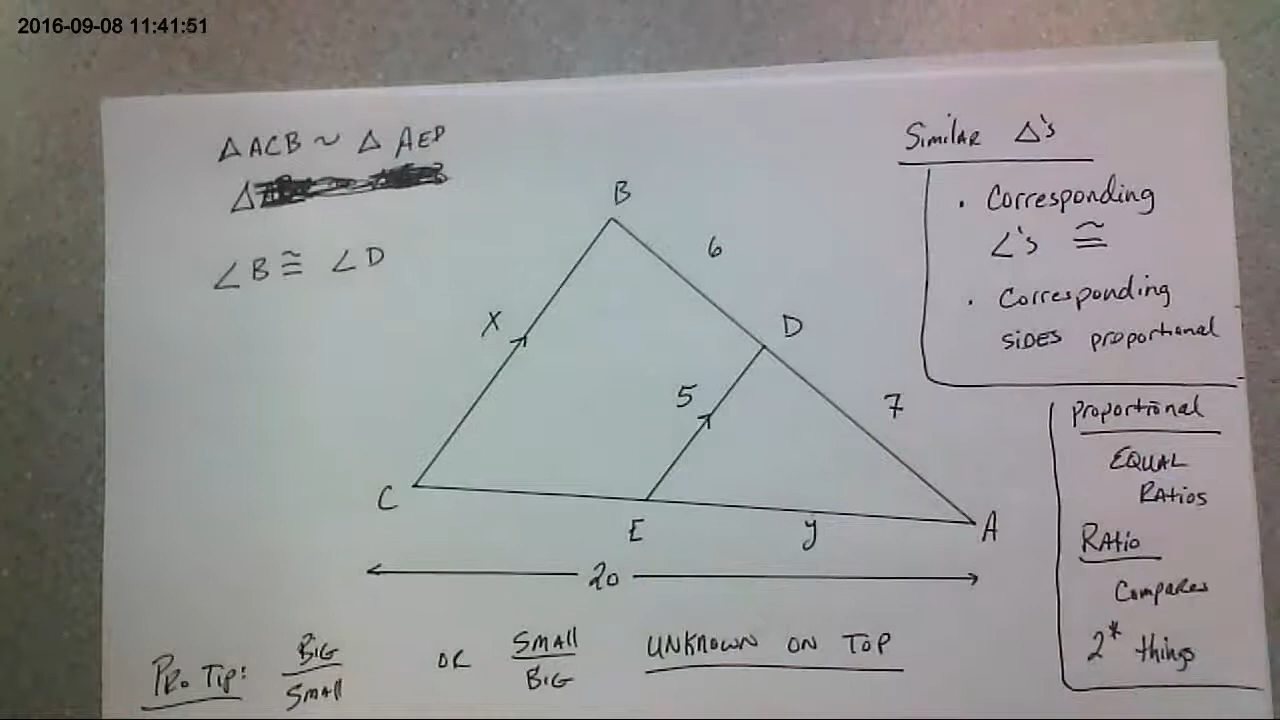 2016-09-08 11:41:51
△ACB ~ △AED
△
∠B ≅ ∠D
B
6
X
D
5
7
C
E
y
A
20
Similar △'s
• Corresponding
∠'s ≅
• Corresponding
sides proportional
Proportional
EQUAL
RAtios
RAtio
Compares
2* things
PRO Tip: BIG/Small OR SMAll/BIG UNKNOWN ON TOP